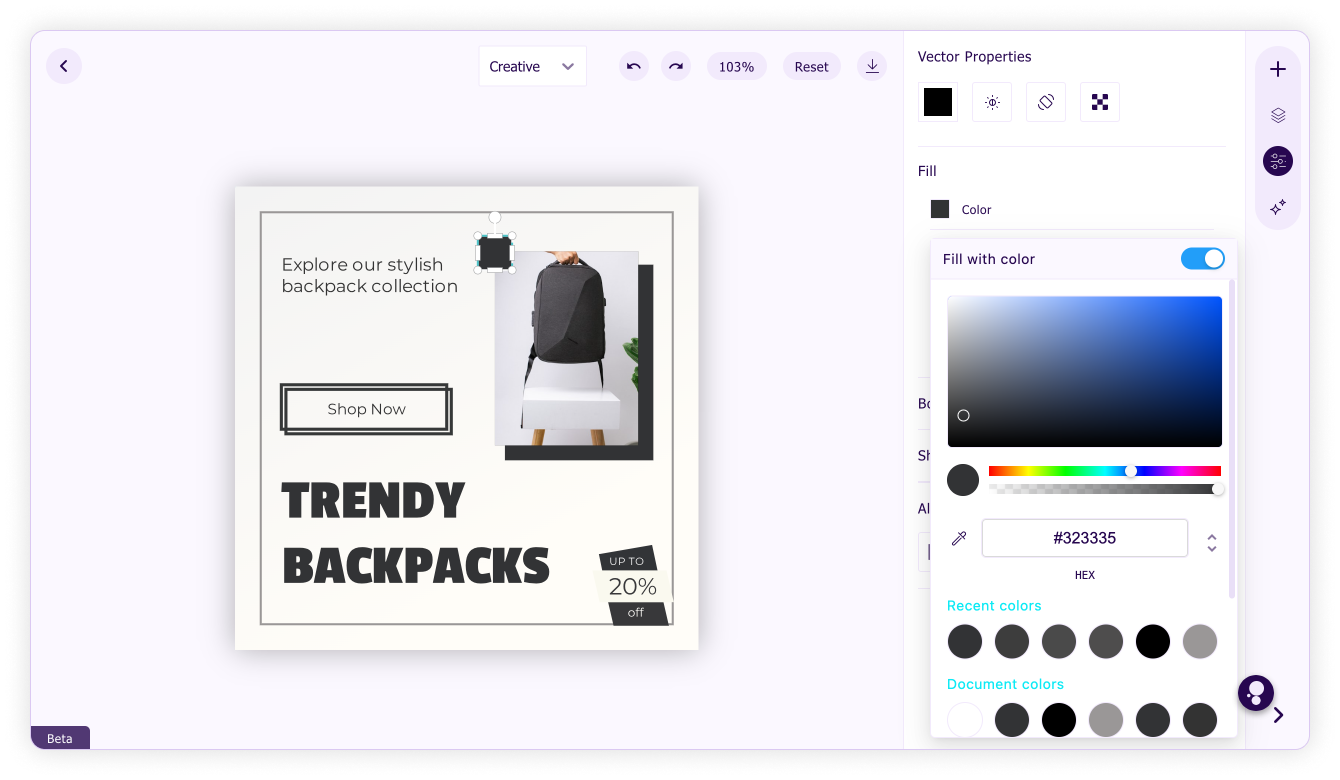 Creative
103%
Reset
Vector Properties
Fill
Color
Fill with color
Explore our stylish
backpack collection
Shop Now
TRENDY
BACKPACKS
UP TO
20%
off
Bo
Sh
Al
#323335
HEX
Recent colors
Document colors
Beta